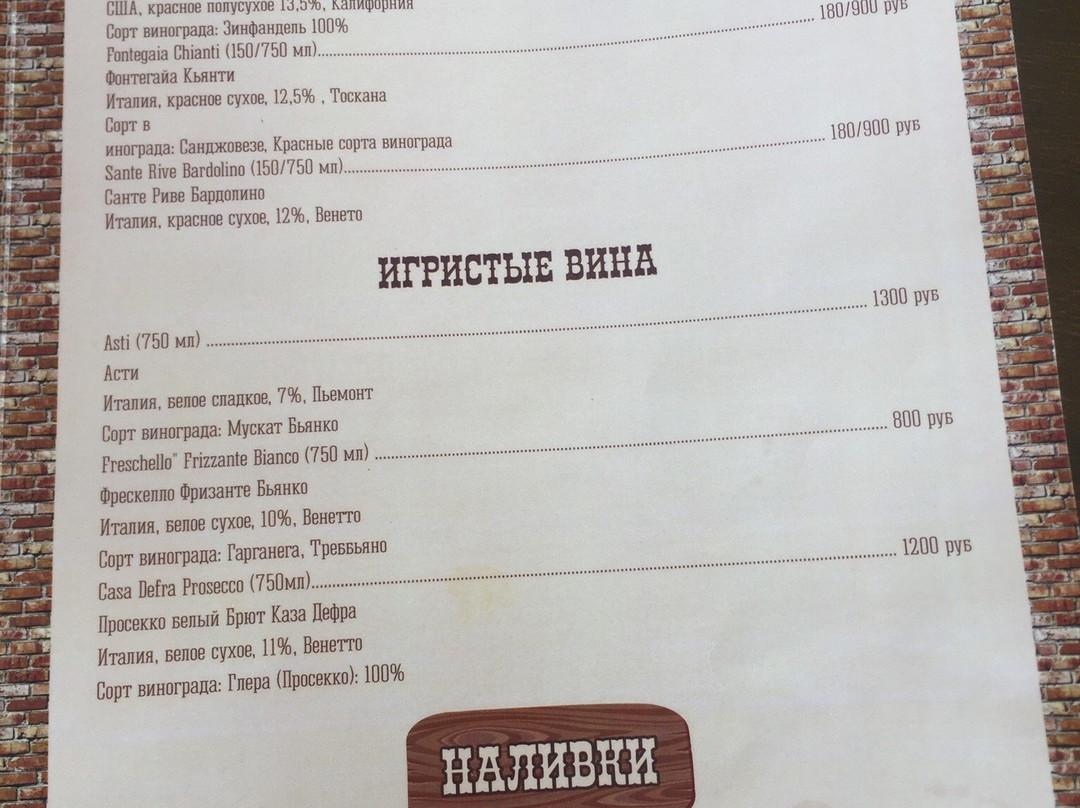 США, красное полусухое 13,5%, Калифорния
Сорт винограда: Зинфандель 100%
Fontegaia Chianti (150/750 мл)........180/900 руб
Фонтегайа Кьянти
Италия, красное сухое, 12,5% , Тоскана
Сорт в
инограда: Санджовезе, Красные сорта винограда
Sante Rive Bardolino (150/750 мл)........180/900 руб
Санте Риве Бардолино
Италия, красное сухое, 12%, Венето
ИГРИСТЫЕ ВИНА
Asti (750 мл) ........1300 руб
Асти
Италия, белое сладкое, 7%, Пьемонт
Сорт винограда: Мускат Бьянко
Freschello" Frizzante Bianco (750 мл) ........800 руб
Фрескелло Фризанте Бьянко
Италия, белое сухое, 10%, Венетто
Сорт винограда: Гарганега, Треббьяно
Casa Defra Prosecco (750мл)........1200 руб
Просекко белый Брют Каза Дефра
Италия, белое сухое, 11%, Венетто
Сорт винограда: Глера (Просекко): 100%
НАЛИВКИ